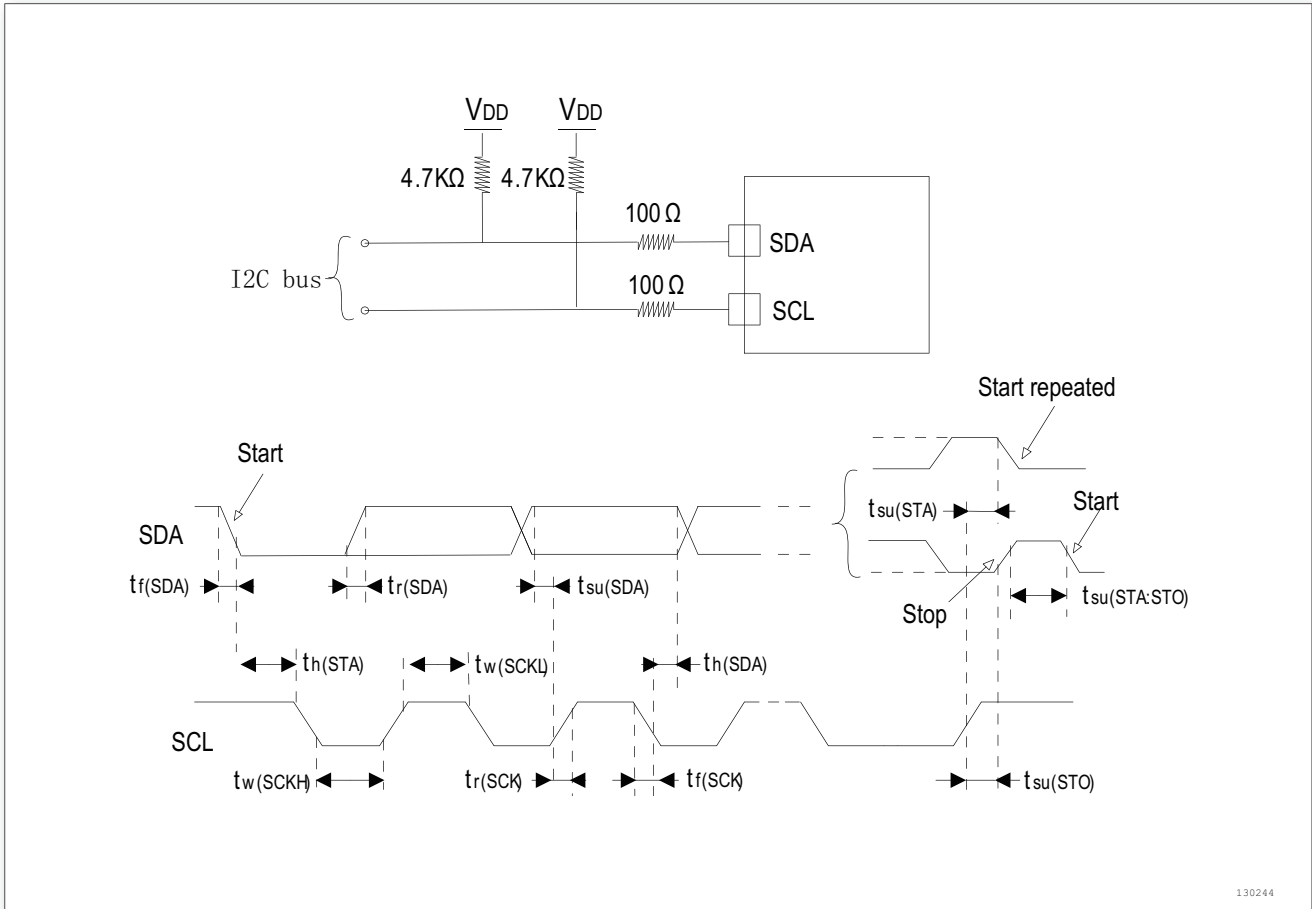 VDD VDD
4.7KΩ 4.7KΩ
100 Ω
SDA
I2C bus
100 Ω
SCL
Start repeated
Start
tsu(STA)
Start
SDA
tf(SDA)
tr(SDA)
tsu(SDA)
Stop
tsu(STA:STO)
th(STA)
tw(SCKL)
th(SDA)
SCL
tw(SCKH)
tr(SCK)
tf(SCK)
tsu(STO)
130244